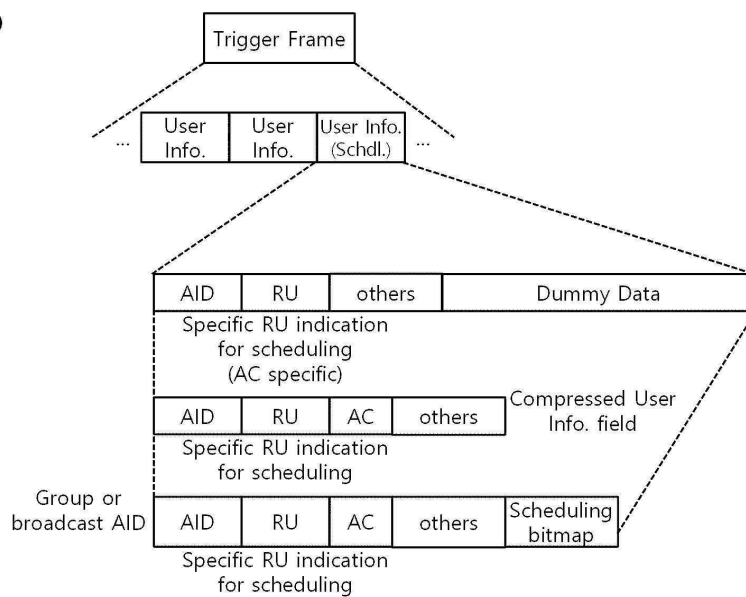 )
Trigger Frame
... User Info. User Info. User Info. (Schdl.) ...
AID RU others Dummy Data
Specific RU indication
for scheduling
(AC specific)
AID RU AC others
Compressed User
Info. field
Specific RU indication
for scheduling
Group or
broadcast AID
AID RU AC others Scheduling bitmap
Specific RU indication
for scheduling